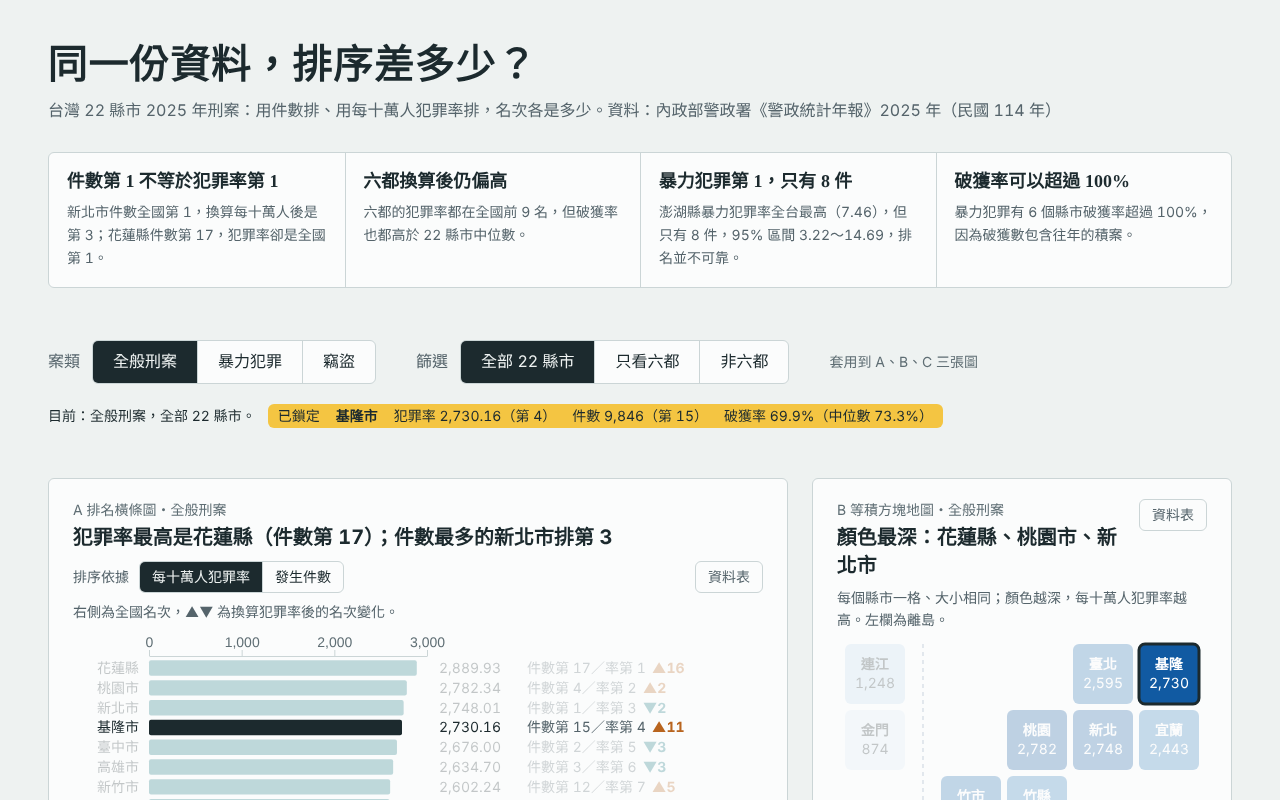 同一份資料，排序差多少？
台灣 22 縣市 2025 年刑案：用件數排、用每十萬人犯罪率排，名次各是多少。資料：內政部警政署《警政統計年報》2025 年（民國 114 年）
件數第 1 不等於犯罪率第 1
新北市件數全國第 1，換算每十萬人後是
第 3；花蓮縣件數第 17，犯罪率卻是全國
第 1。
六都換算後仍偏高
六都的犯罪率都在全國前 9 名，但破獲率
也都高於 22 縣市中位數。
暴力犯罪第 1，只有 8 件
澎湖縣暴力犯罪率全台最高（7.46），但
只有 8 件，95% 區間 3.22～14.69，排
名並不可靠。
破獲率可以超過 100%
暴力犯罪有 6 個縣市破獲率超過 100%，
因為破獲數包含往年的積案。
案類 全般刑案 暴力犯罪 竊盜 篩選 全部 22 縣市 只看六都 非六都 套用到 A、B、C 三張圖
目前：全般刑案，全部 22 縣市。 已鎖定 基隆市 犯罪率 2,730.16（第 4） 件數 9,846（第 15） 破獲率 69.9%（中位數 73.3%）
A 排名橫條圖・全般刑案
犯罪率最高是花蓮縣（件數第 17）；件數最多的新北市排第 3
排序依據 每十萬人犯罪率 發生件數 資料表
右側為全國名次，▲▼ 為換算犯罪率後的名次變化。
0 1,000 2,000 3,000
花蓮縣 2,889.93 件數第 17／率第 1 ▲16
桃園市 2,782.34 件數第 4／率第 2 ▲2
新北市 2,748.01 件數第 1／率第 3 ▼2
基隆市 2,730.16 件數第 15／率第 4 ▲11
臺中市 2,676.00 件數第 2／率第 5 ▼3
高雄市 2,634.70 件數第 3／率第 6 ▼3
新竹市 2,602.24 件數第 12／率第 7 ▲5
B 等積方塊地圖・全般刑案
資料表
顏色最深：花蓮縣、桃園市、新
北市
每個縣市一格、大小相同；顏色越深，每十萬人犯罪率越
高。左欄為離島。
連江 臺北 基隆
1,248 2,595 2,730
金門 桃園 新北 宜蘭
874 2,782 2,748 2,443
竹市 竹縣